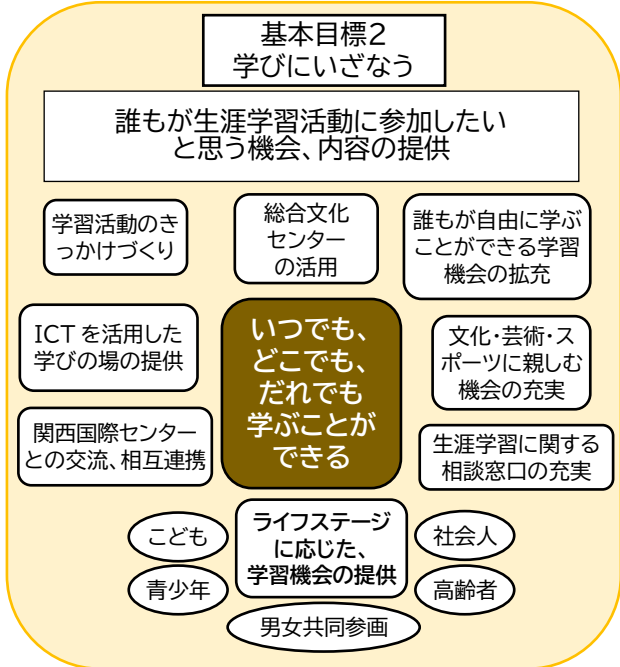 基本目標2
学びにいざなう
誰もが生涯学習活動に参加したい
と思う機会、内容の提供
学習活動のき
っかけづくり
総合文化
センター
の活用
誰もが自由に学ぶ
ことができる学習
機会の拡充
ICTを活用した
学びの場の提供
いつでも、
どこでも、
だれでも
学ぶことが
できる
文化・芸術・ス
ポーツに親しむ
機会の充実
関西国際センター
との交流、相互連携
生涯学習に関する
相談窓口の充実
ライフステージ
に応じた、
学習機会の提供
こども
社会人
青少年
高齢者
男女共同参画